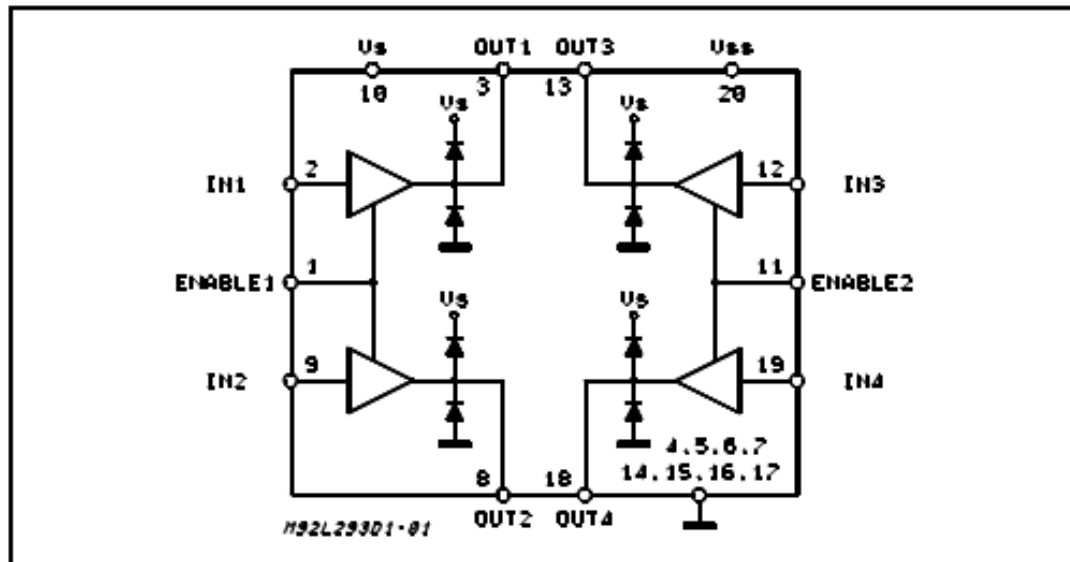 Vs OUT1 OUT3 Vss
10 3 13 20
Vs Vs
IN1 2 12 IN3
ENABLE1 1 11 ENABLE2
Vs Vs
IN2 9 19 IN4
4.5.6.7
8 18 14.15.16.17
OUT2 OUT4
M92L293D1-01